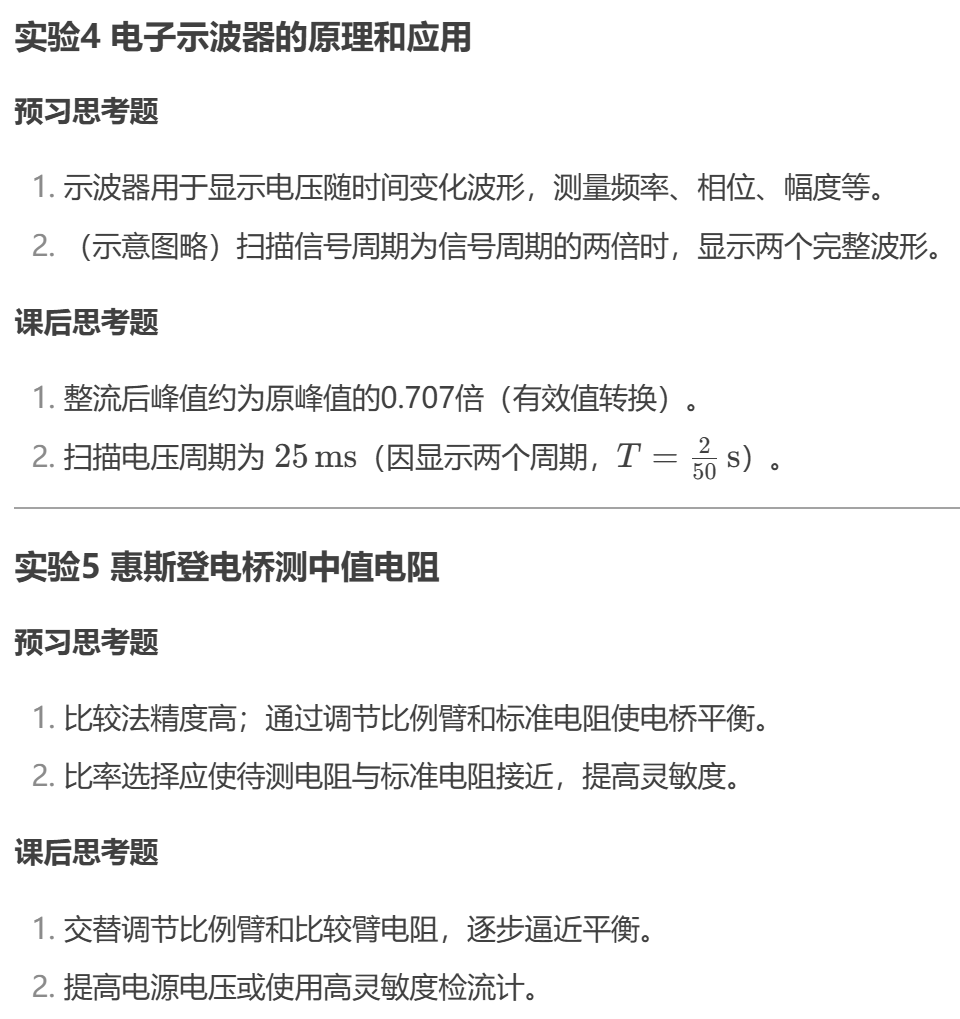 实验4 电子示波器的原理和应用
预习思考题
1. 示波器用于显示电压随时间变化波形，测量频率、相位、幅度等。
2. （示意图略）扫描信号周期为信号周期的两倍时，显示两个完整波形。
课后思考题
1. 整流后峰值约为原峰值的0.707倍（有效值转换）。
2. 扫描电压周期为 25 ms（因显示两个周期，T = 2/50 s）。
实验5 惠斯登电桥测中值电阻
预习思考题
1. 比较法精度高；通过调节比例臂和标准电阻使电桥平衡。
2. 比率选择应使待测电阻与标准电阻接近，提高灵敏度。
课后思考题
1. 交替调节比例臂和比较臂电阻，逐步逼近平衡。
2. 提高电源电压或使用高灵敏度检流计。